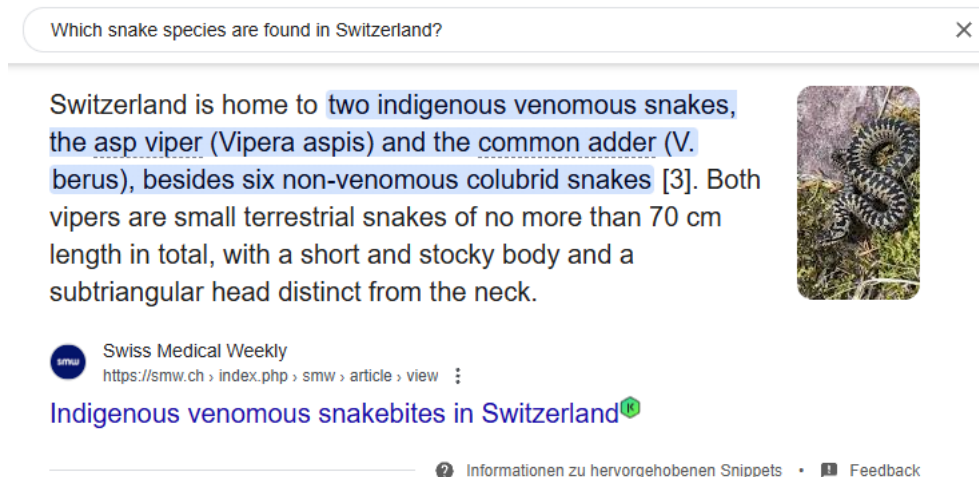 Which snake species are found in Switzerland?
Switzerland is home to two indigenous venomous snakes,
the asp viper (Vipera aspis) and the common adder (V.
berus), besides six non-venomous colubrid snakes [3]. Both
vipers are small terrestrial snakes of no more than 70 cm
length in total, with a short and stocky body and a
subtriangular head distinct from the neck.
smw
Swiss Medical Weekly
https://smw.ch › index.php › smw › article › view
Indigenous venomous snakebites in Switzerland
Informationen zu hervorgehobenen Snippets • Feedback